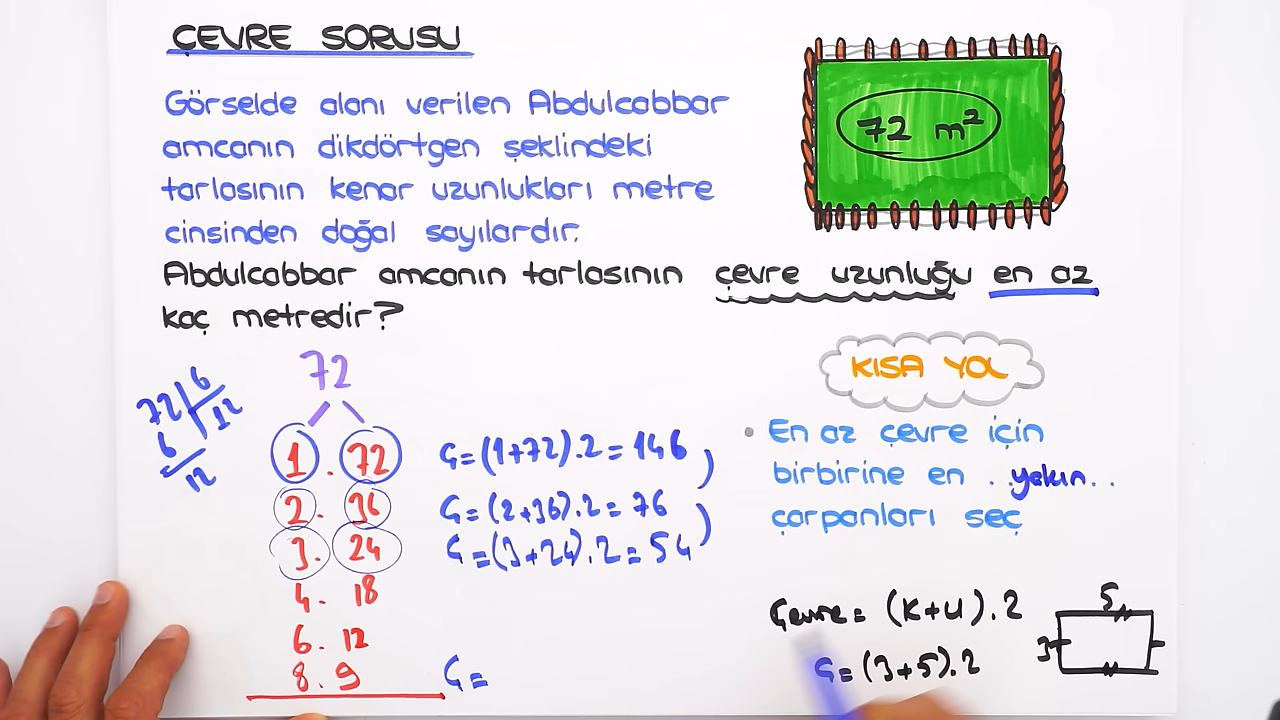 ÇEVRE SORUSU
Görselde alanı verilen Abdulcabbar
amcanın dikdörtgen şeklindeki
tarlasının kenar uzunlukları metre
cinsinden doğal sayılardır.
Abdulcabbar amcanın tarlasının çevre uzunluğu en az
kaç metredir?
72 m²
72
72 6
6 12
12
1 . 72
2 . 36
3 . 24
4 . 18
6 . 12
8 . 9
Ç = (1+72).2 = 146
Ç = (2+36).2 = 76
Ç = (3+24).2 = 54
Ç =
KISA YOL
• En az çevre için
birbirine en . .yakın. .
çarpanları seç
Çevre = (K+U).2
Ç = (3+5).2
5
3